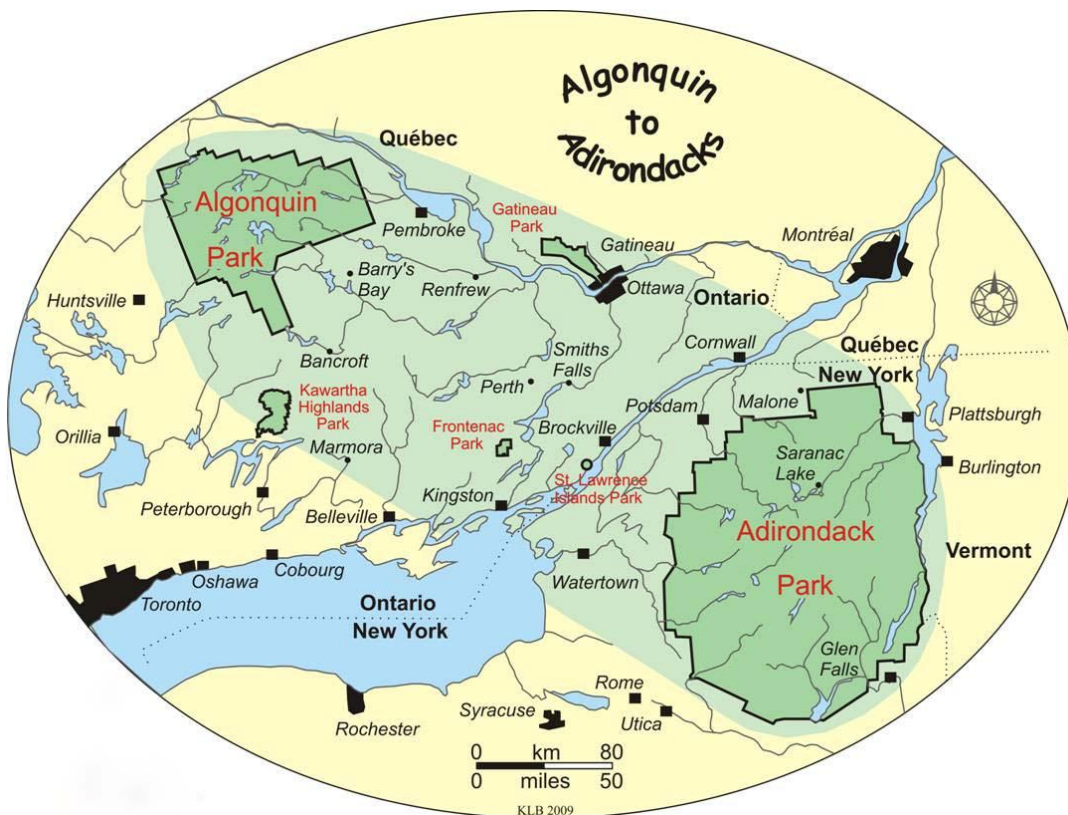 Algonquin
to
Adirondacks
Québec
Algonquin
Park
Pembroke
Gatineau
Park
Gatineau
Montréal
Barry's
Bay
Renfrew
Ottawa
Huntsville
Ontario
Cornwall
Québec
New York
Bancroft
Smiths
Falls
Perth
Kawartha
Highlands
Park
Malone
Potsdam
Plattsburgh
Orillia
Frontenac
Park
Brockville
Marmora
Saranac
Lake
Burlington
St. Lawrence
Islands Park
Kingston
Peterborough
Belleville
Adirondack
Park
Vermont
Cobourg
Oshawa
Watertown
Toronto
Ontario
New York
Glen
Falls
Rome
Syracuse
Utica
Rochester
0 km 80
0 miles 50
KLB 2009